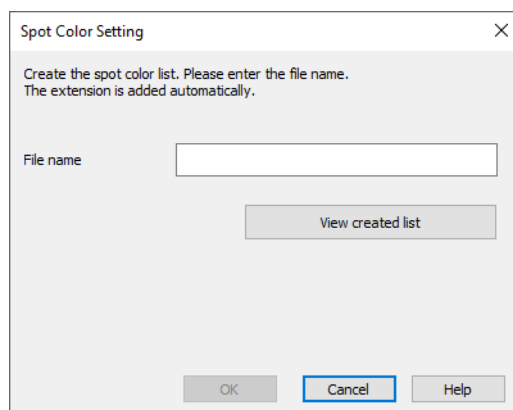 Spot Color Setting
Create the spot color list. Please enter the file name.
The extension is added automatically.
File name
View created list
OK
Cancel
Help